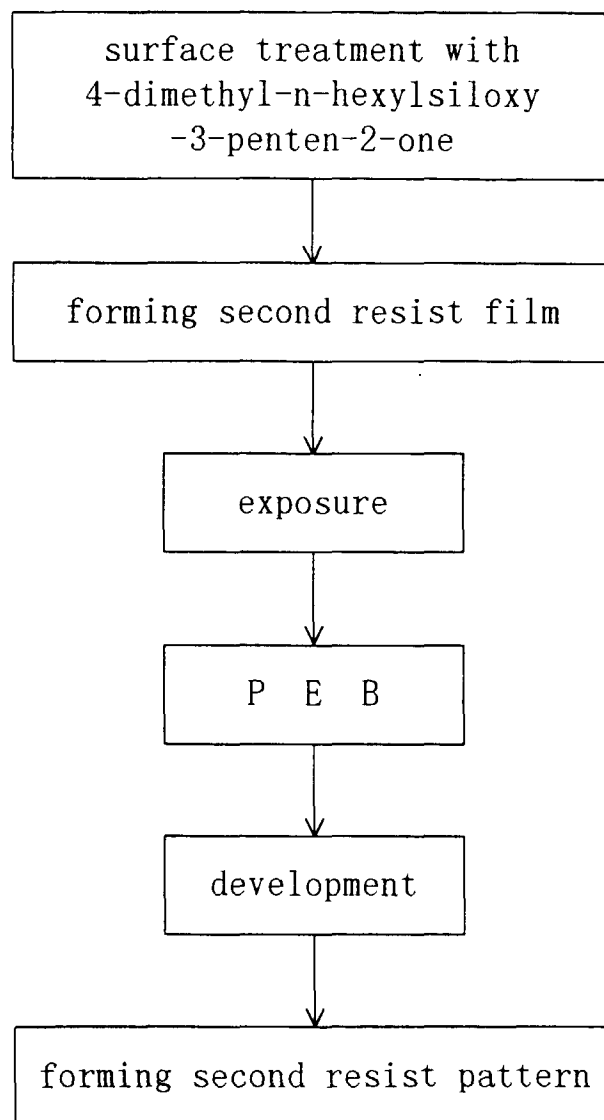 surface treatment with
4-dimethyl-n-hexylsiloxy
-3-penten-2-one
forming second resist film
exposure
P E B
development
forming second resist pattern